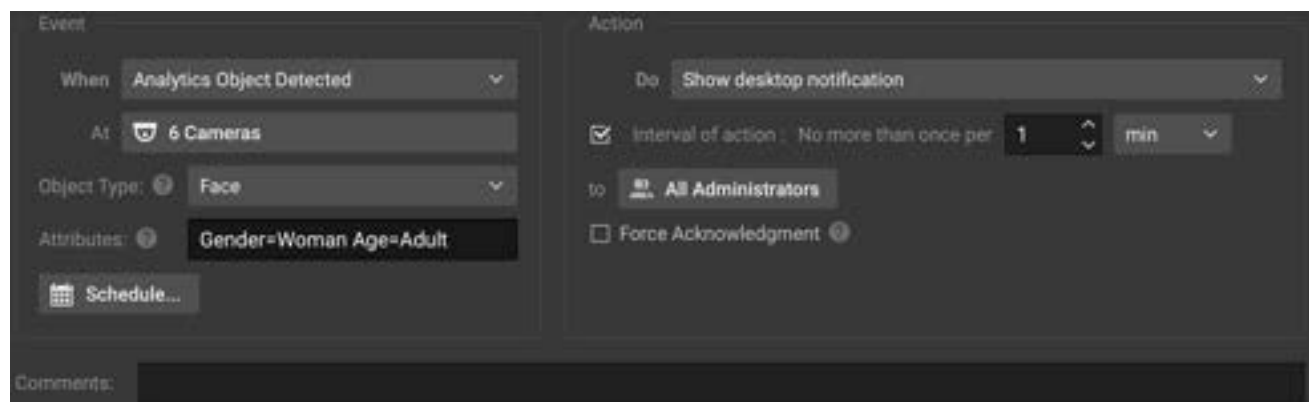 Event
When Analytics Object Detected
At 6 Cameras
Object Type: ? Face
Attributes: ? Gender=Woman Age=Adult
Schedule...
Action
Do Show desktop notification
Interval of action : No more than once per 1 min
to All Administrators
Force Acknowledgment ?
Comments: